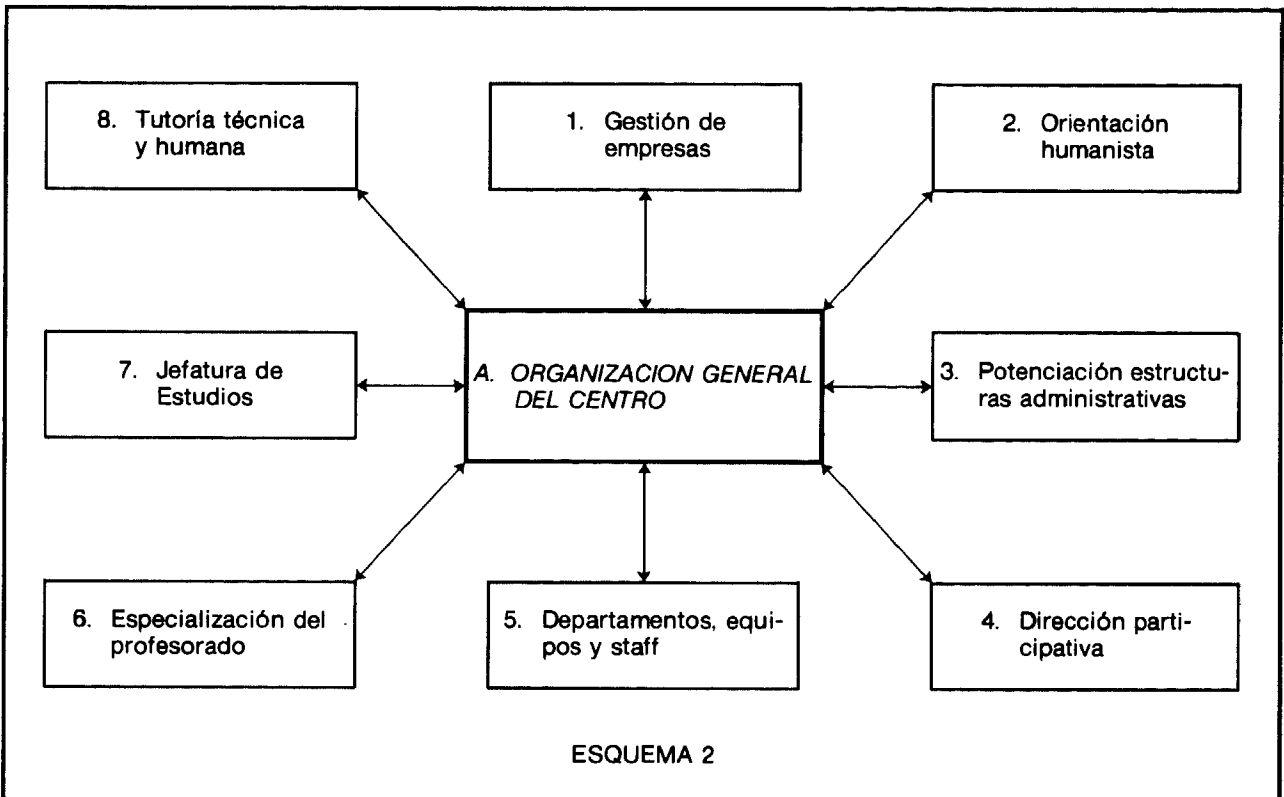 8. Tutoría técnica
y humana
1. Gestión de
empresas
2. Orientación
humanista
7. Jefatura de
Estudios
A. ORGANIZACION GENERAL
DEL CENTRO
3. Potenciación estructu-
ras administrativas
6. Especialización del
profesorado
5. Departamentos, equi-
pos y staff
4. Dirección parti-
cipativa
ESQUEMA 2